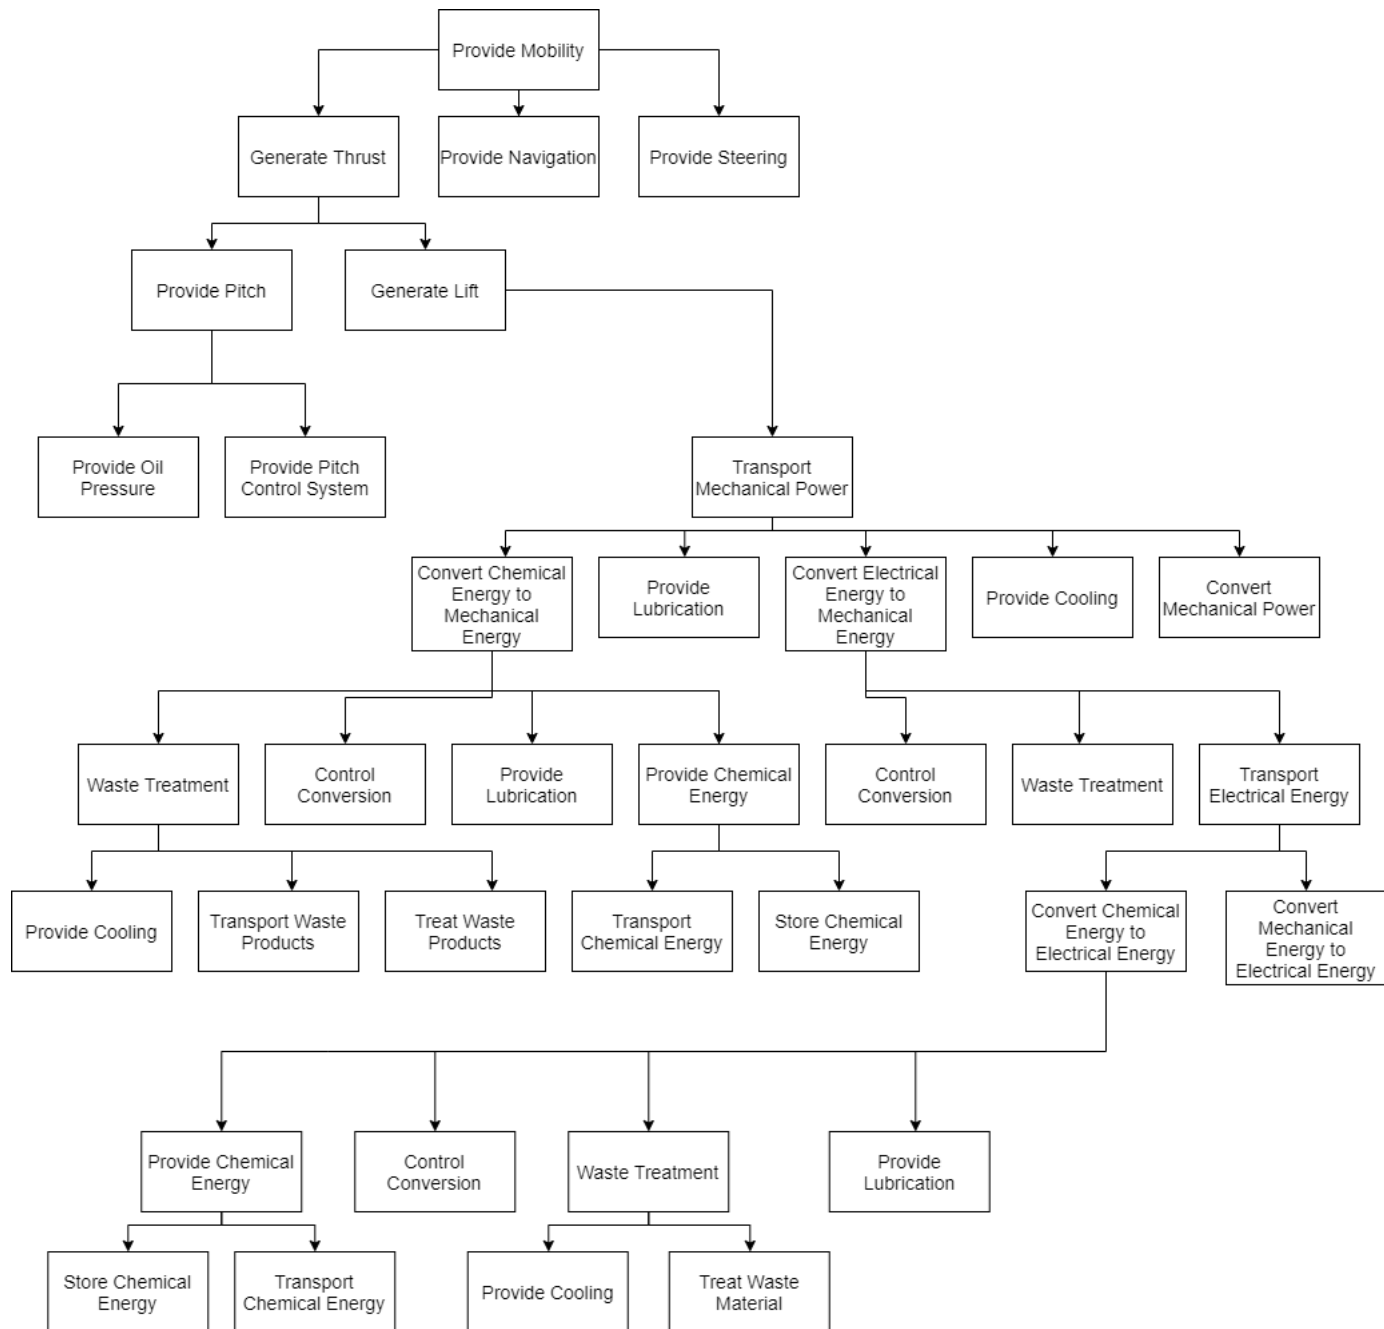 Provide Mobility
Generate Thrust
Provide Navigation
Provide Steering
Provide Pitch
Generate Lift
Provide Oil
Pressure
Provide Pitch
Control System
Transport
Mechanical Power
Convert Chemical
Energy to
Mechanical
Energy
Provide
Lubrication
Convert Electrical
Energy to
Mechanical
Energy
Provide Cooling
Convert
Mechanical Power
Waste Treatment
Control
Conversion
Provide
Lubrication
Provide Chemical
Energy
Control
Conversion
Waste Treatment
Transport
Electrical Energy
Provide Cooling
Transport Waste
Products
Treat Waste
Products
Transport
Chemical Energy
Store Chemical
Energy
Convert Chemical
Energy to
Electrical Energy
Convert
Mechanical
Energy to
Electrical Energy
Provide Chemical
Energy
Control
Conversion
Waste Treatment
Provide
Lubrication
Store Chemical
Energy
Transport
Chemical Energy
Provide Cooling
Treat Waste
Material